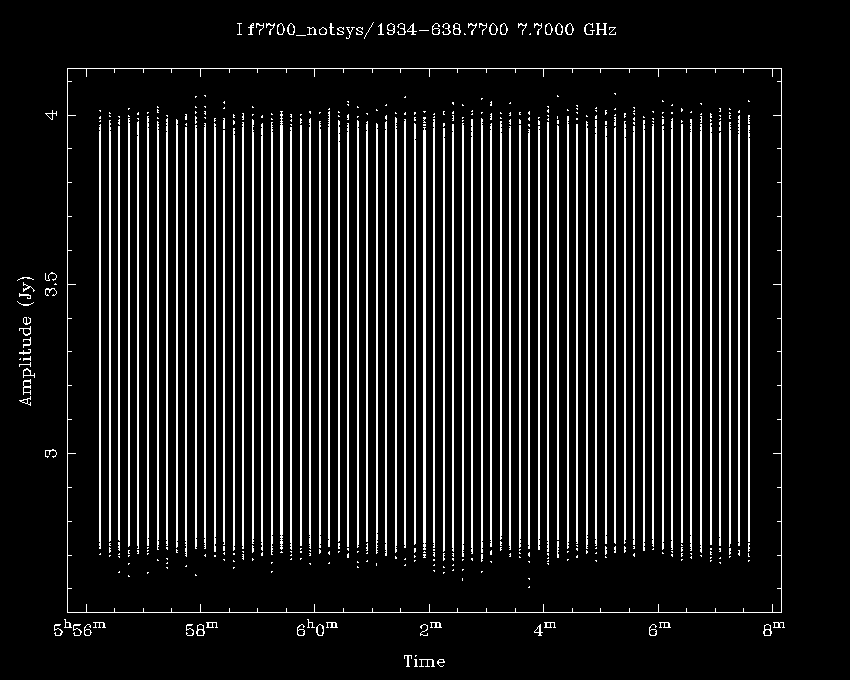 I f7700_notsys/1934−638.7700 7.7000 GHz
4
3.5
3
Amplitude (Jy)
5ʰ56ᵐ 58ᵐ 6ʰ0ᵐ 2ᵐ 4ᵐ 6ᵐ 8ᵐ
Time